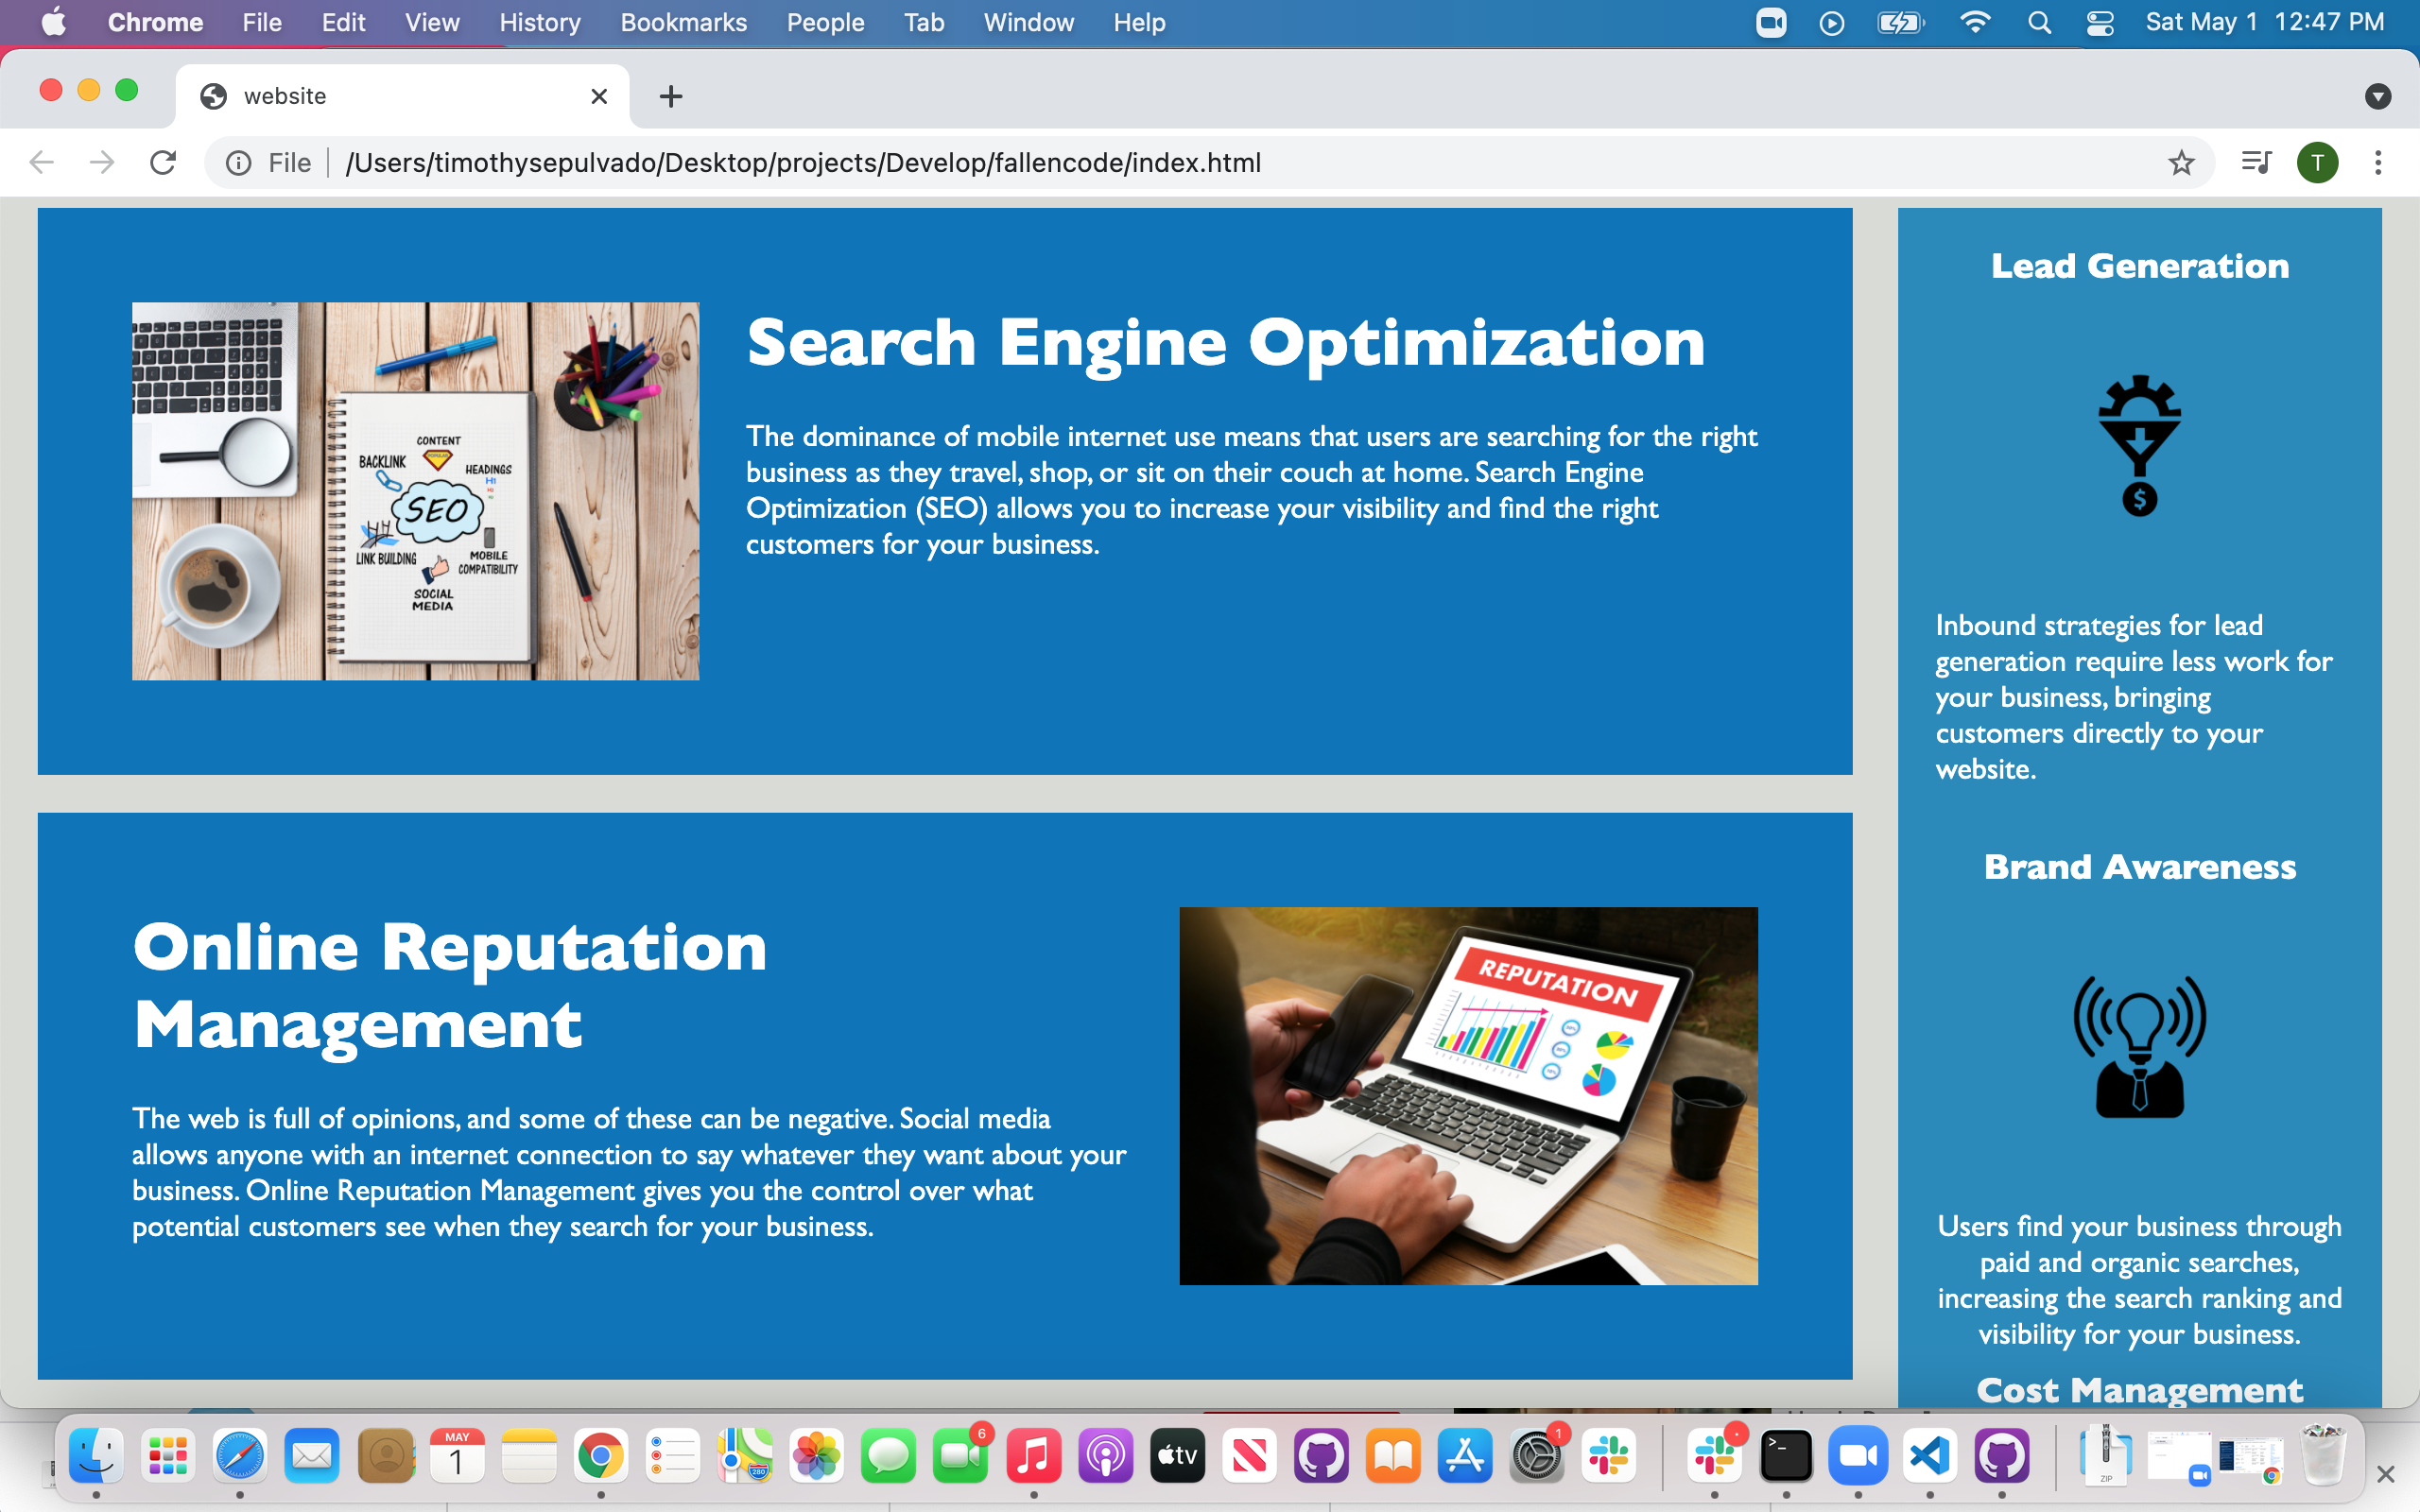 Chrome File Edit View History Bookmarks People Tab Window Help Sat May 1 12:47 PM
website
File /Users/timothysepulvado/Desktop/projects/Develop/fallencode/index.html
T
Search Engine Optimization
The dominance of mobile internet use means that users are searching for the right
business as they travel, shop, or sit on their couch at home. Search Engine
Optimization (SEO) allows you to increase your visibility and find the right
customers for your business.
CONTENT
BACKLINK
HEADINGS
H1
SEO
LINK BUILDING
MOBILE
COMPATIBILITY
SOCIAL
MEDIA
Online Reputation
Management
The web is full of opinions, and some of these can be negative. Social media
allows anyone with an internet connection to say whatever they want about your
business. Online Reputation Management gives you the control over what
potential customers see when they search for your business.
REPUTATION
Lead Generation
$
Inbound strategies for lead
generation require less work for
your business, bringing
customers directly to your
website.
Brand Awareness
Users find your business through
paid and organic searches,
increasing the search ranking and
visibility for your business.
Cost Management
MAY
1
280
6
tv
1
>_
ZIP